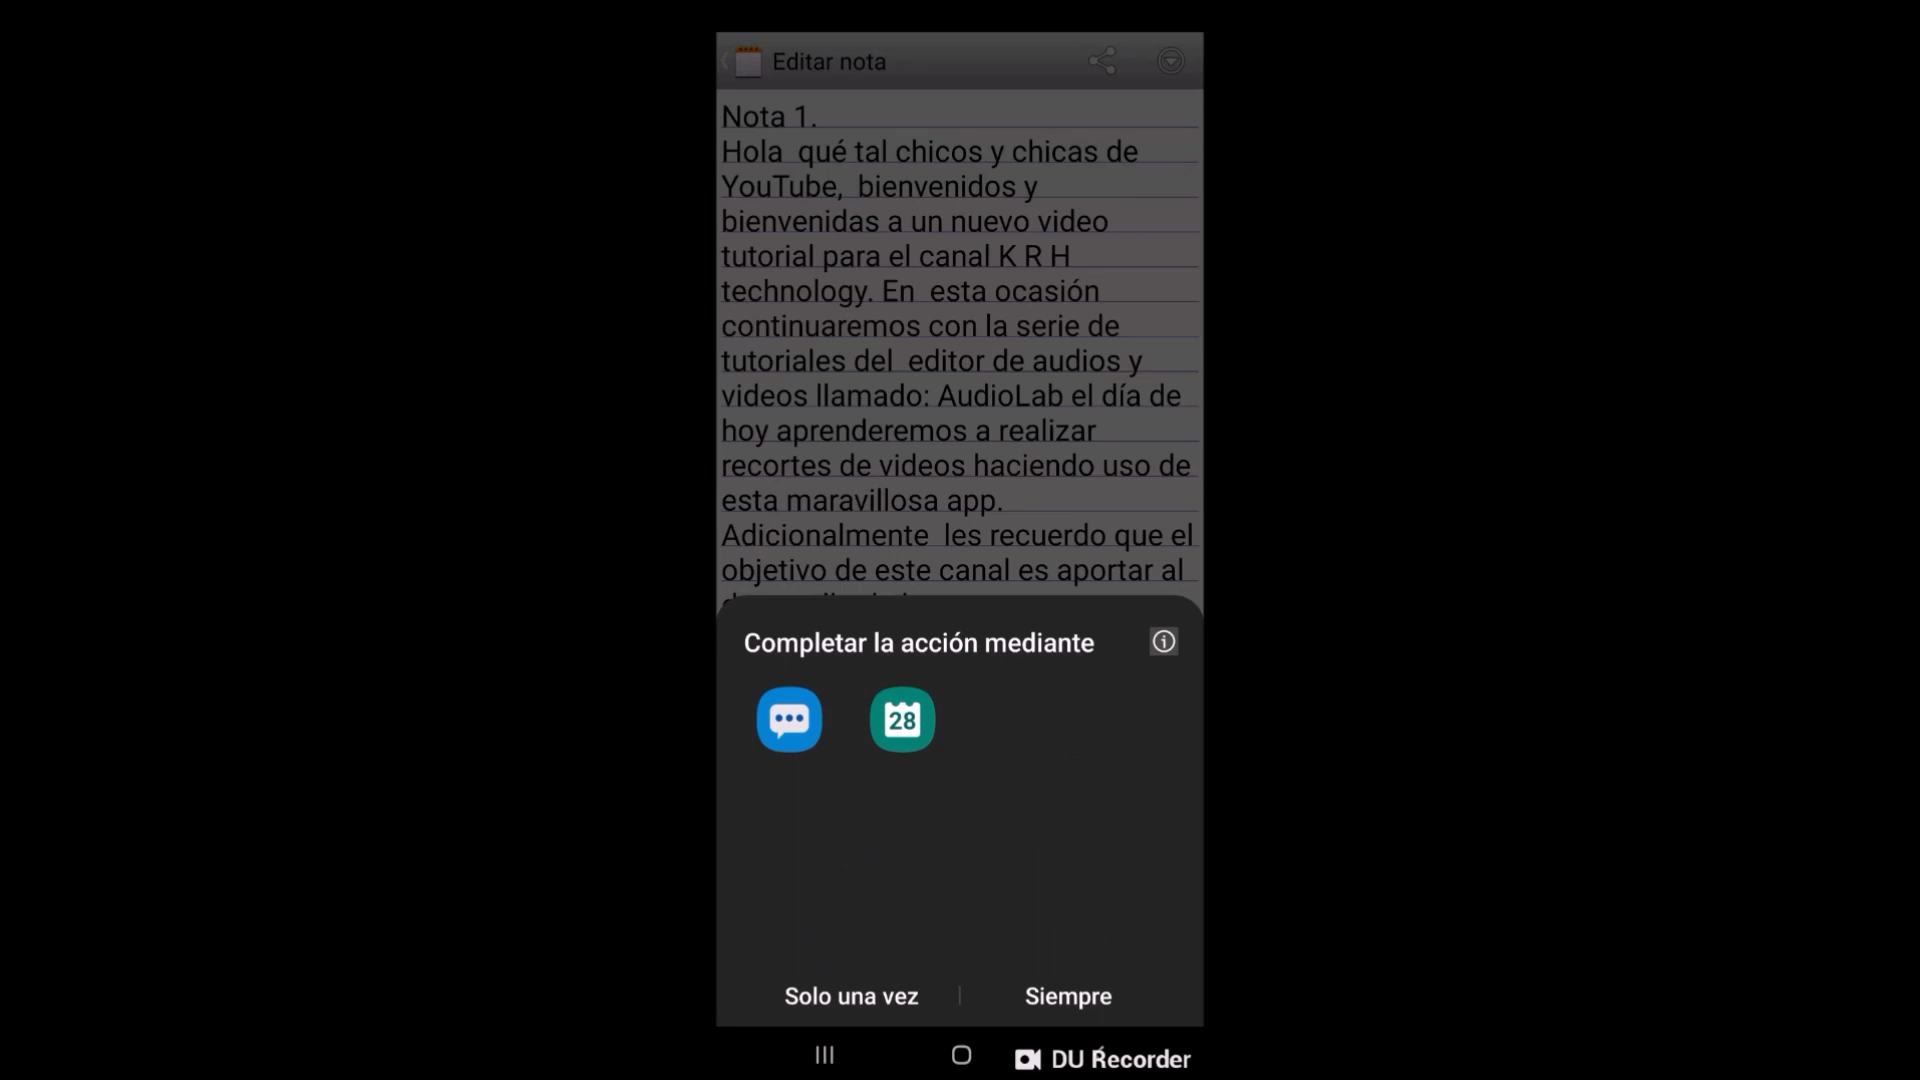 Editar nota
Nota 1.
Hola  qué tal chicos y chicas de
YouTube,  bienvenidos y
bienvenidas a un nuevo video
tutorial para el canal K R H
technology. En  esta ocasión
continuaremos con la serie de
tutoriales del  editor de audios y
videos llamado: AudioLab el día de
hoy aprenderemos a realizar
recortes de videos haciendo uso de
esta maravillosa app.
Adicionalmente  les recuerdo que el
objetivo de este canal es aportar al
Completar la acción mediante
28
Solo una vez
Siempre
DU Recorder